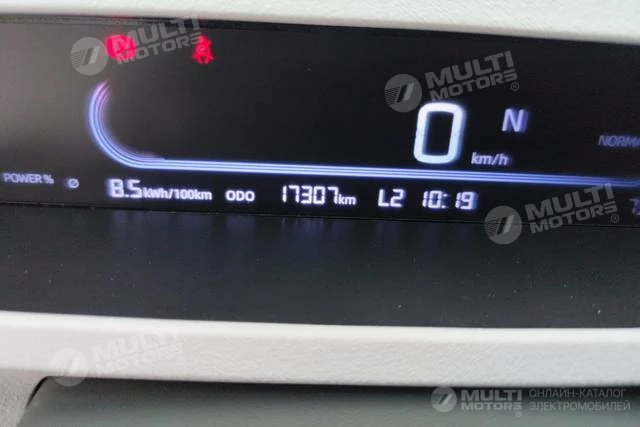 MULTI MOTORS®
MULTI MOTORS®
0 km/h
N
NORMA
POWER% Ø 8.5 kWh/100km ODO 17307 km L2 10:19
MULTI MOTORS®
MULTI MOTORS®
MULTI MOTORS® ОНЛАЙН-КАТАЛОГ
ЭЛЕКТРОМОБИЛЕЙ